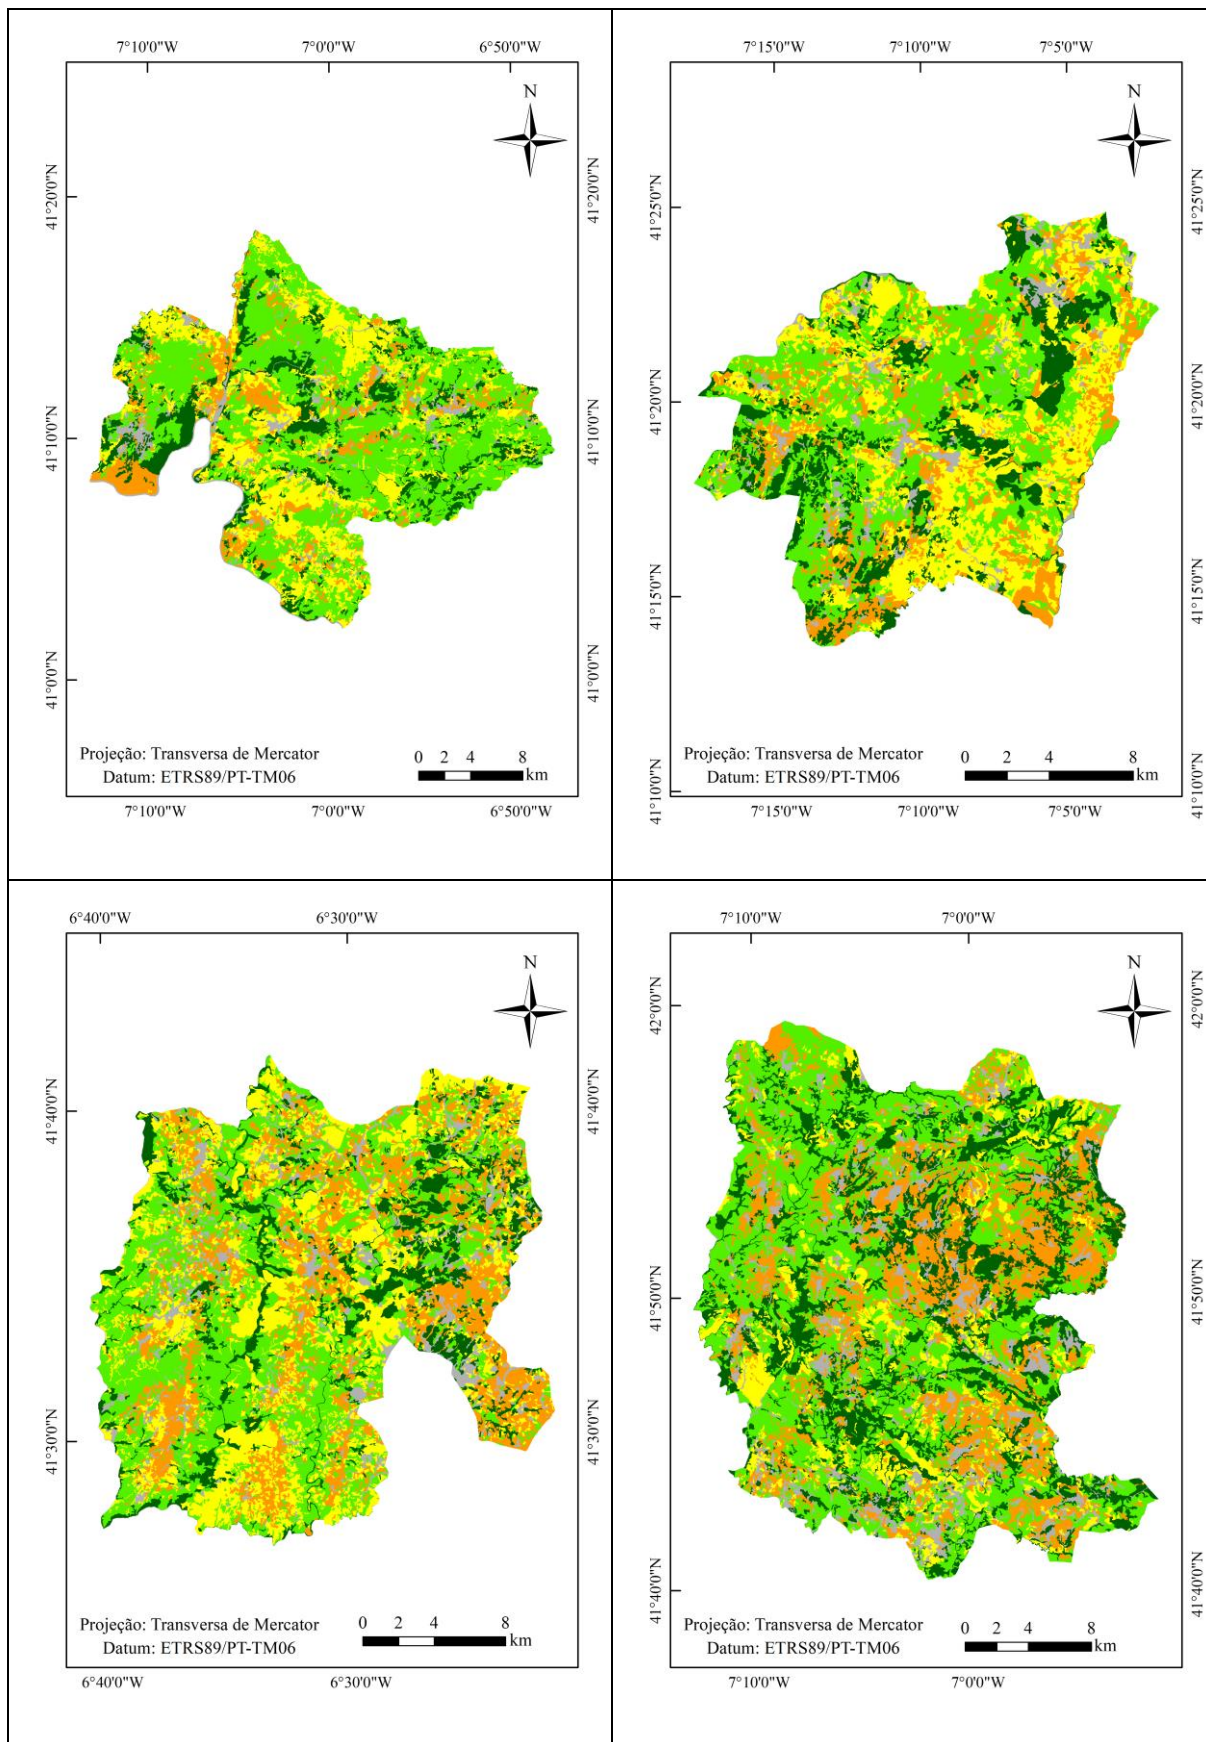 7°10'0"W 7°0'0"W 6°50'0"W
N
41°20'0"N 41°20'0"N
41°10'0"N 41°10'0"N
41°0'0"N 41°0'0"N
Projeção: Transversa de Mercator
Datum: ETRS89/PT-TM06
0 2 4 8
km
7°10'0"W 7°0'0"W 6°50'0"W
7°15'0"W 7°10'0"W 7°5'0"W
N
41°25'0"N 41°25'0"N
41°20'0"N 41°20'0"N
41°15'0"N 41°15'0"N
41°10'0"N 41°10'0"N
Projeção: Transversa de Mercator
Datum: ETRS89/PT-TM06
0 2 4 8
km
7°15'0"W 7°10'0"W 7°5'0"W
6°40'0"W 6°30'0"W
N
41°40'0"N 41°40'0"N
41°30'0"N 41°30'0"N
Projeção: Transversa de Mercator
Datum: ETRS89/PT-TM06
0 2 4 8
km
6°40'0"W 6°30'0"W
7°10'0"W 7°0'0"W
N
42°0'0"N 42°0'0"N
41°50'0"N 41°50'0"N
41°40'0"N 41°40'0"N
Projeção: Transversa de Mercator
Datum: ETRS89/PT-TM06
0 2 4 8
km
7°10'0"W 7°0'0"W